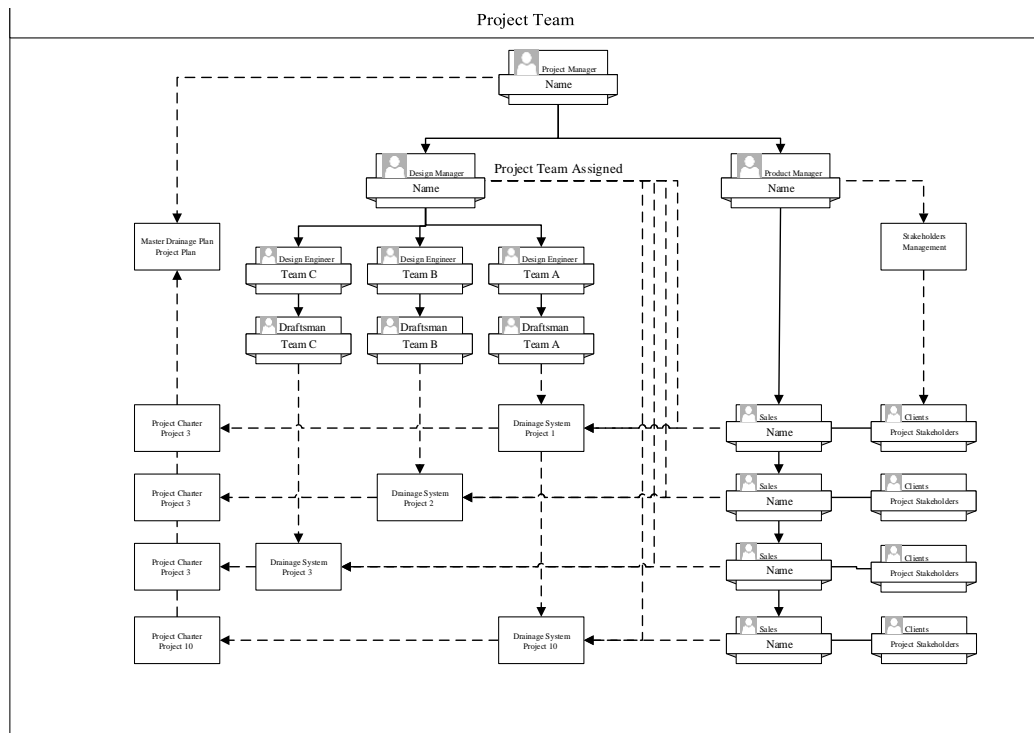 Project Team
Project Manager
Name
Design Manager
Name
Project Team Assigned
Product Manager
Name
Master Drainage Plan
Project Plan
Design Engineer
Team C
Design Engineer
Team B
Design Engineer
Team A
Stakeholders
Management
Draftsman
Team C
Draftsman
Team B
Draftsman
Team A
Project Charter
Project 3
Drainage System
Project 1
Sales
Name
Clients
Project Stakeholders
Project Charter
Project 3
Drainage System
Project 2
Sales
Name
Clients
Project Stakeholders
Project Charter
Project 3
Drainage System
Project 3
Sales
Name
Clients
Project Stakeholders
Project Charter
Project 10
Drainage System
Project 10
Sales
Name
Clients
Project Stakeholders